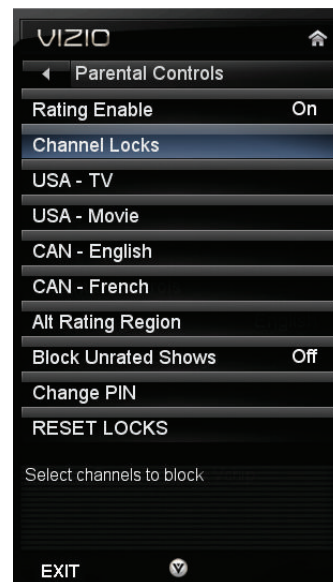 VIZIO
Parental Controls
Rating Enable On
Channel Locks
USA - TV
USA - Movie
CAN - English
CAN - French
Alt Rating Region
Block Unrated Shows Off
Change PIN
RESET LOCKS
Select channels to block
EXIT V